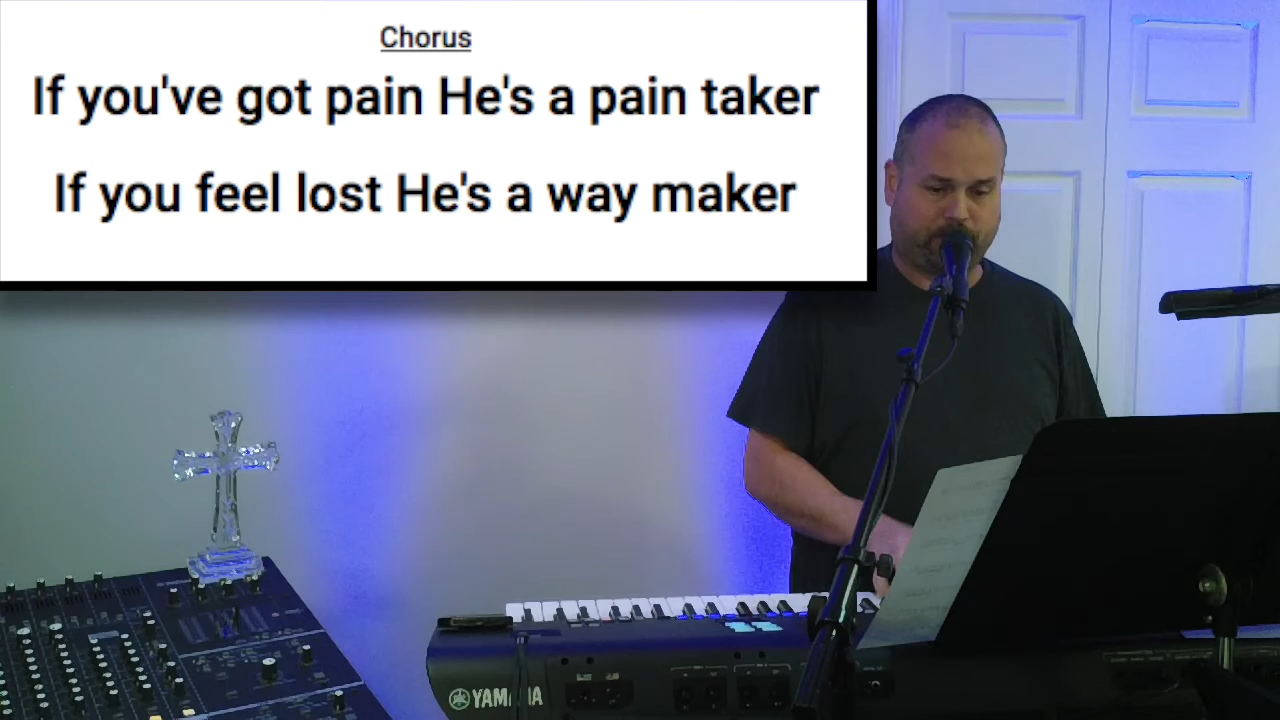 Chorus
If you've got pain He's a pain taker
If you feel lost He's a way maker
YAMAHA